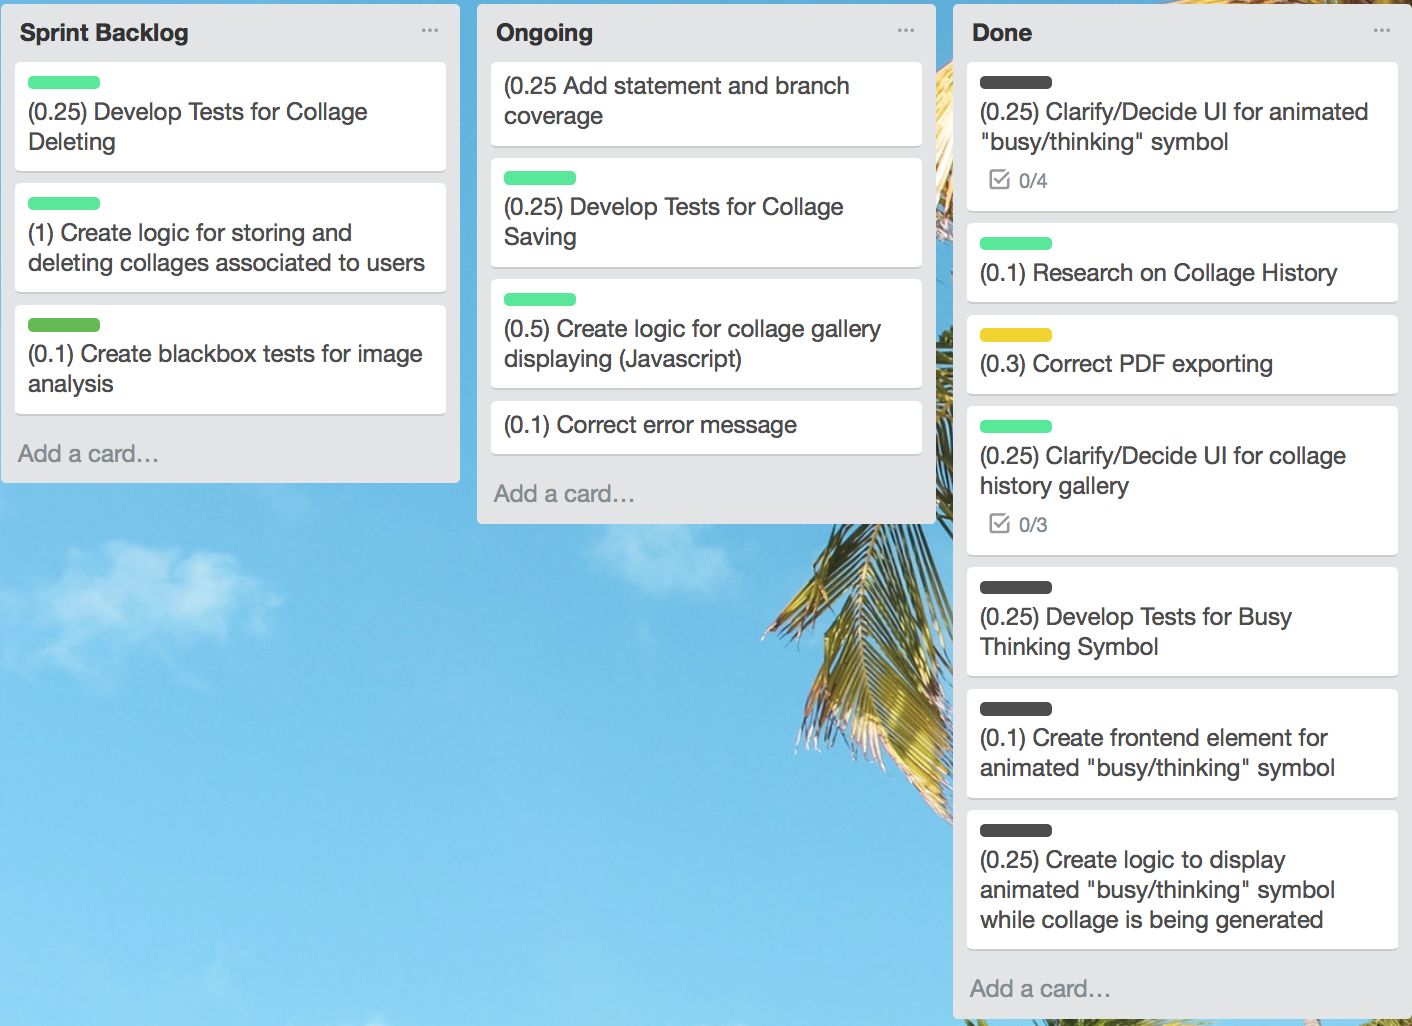 Sprint Backlog
(0.25) Develop Tests for Collage
Deleting
(1) Create logic for storing and
deleting collages associated to users
(0.1) Create blackbox tests for image
analysis
Add a card…
Ongoing
(0.25 Add statement and branch
coverage
(0.25) Develop Tests for Collage
Saving
(0.5) Create logic for collage gallery
displaying (Javascript)
(0.1) Correct error message
Add a card…
Done
(0.25) Clarify/Decide UI for animated
"busy/thinking" symbol
0/4
(0.1) Research on Collage History
(0.3) Correct PDF exporting
(0.25) Clarify/Decide UI for collage
history gallery
0/3
(0.25) Develop Tests for Busy
Thinking Symbol
(0.1) Create frontend element for
animated "busy/thinking" symbol
(0.25) Create logic to display
animated "busy/thinking" symbol
while collage is being generated
Add a card…